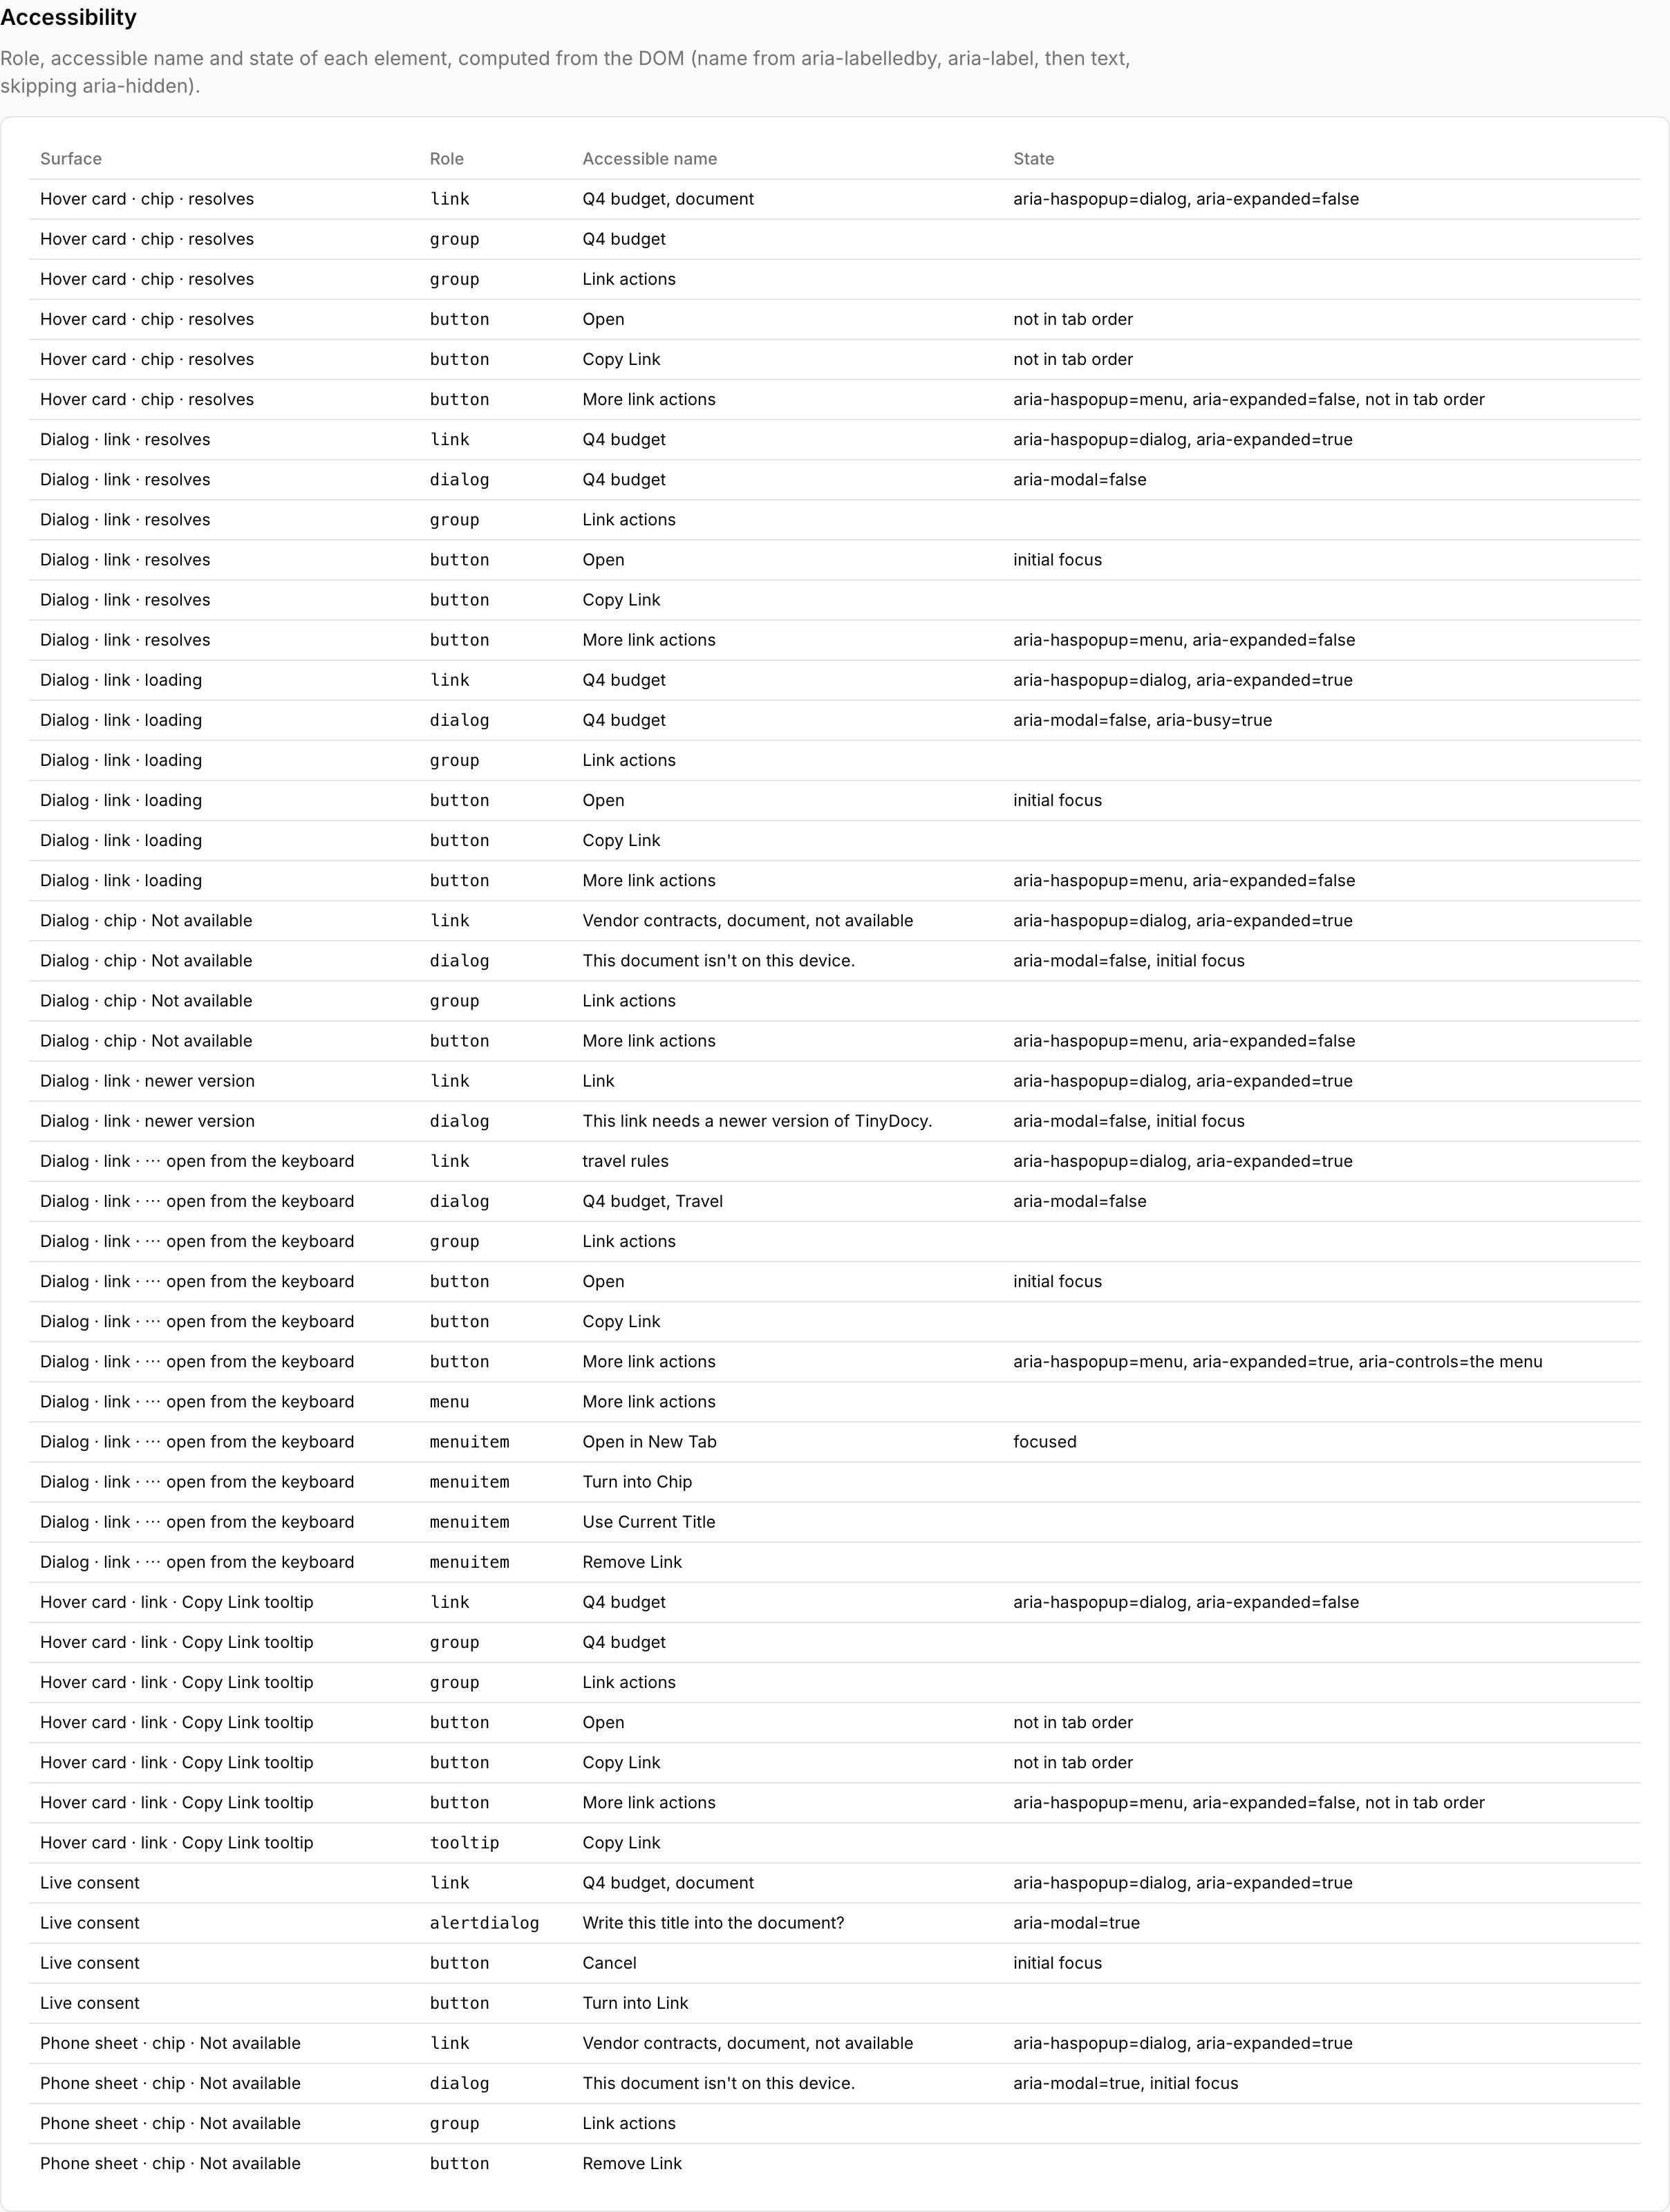 Accessibility
Role, accessible name and state of each element, computed from the DOM (name from aria-labelledby, aria-label, then text,
skipping aria-hidden).
Surface Role Accessible name State
Hover card · chip · resolves link Q4 budget, document aria-haspopup=dialog, aria-expanded=false
Hover card · chip · resolves group Q4 budget
Hover card · chip · resolves group Link actions
Hover card · chip · resolves button Open not in tab order
Hover card · chip · resolves button Copy Link not in tab order
Hover card · chip · resolves button More link actions aria-haspopup=menu, aria-expanded=false, not in tab order
Dialog · link · resolves link Q4 budget aria-haspopup=dialog, aria-expanded=true
Dialog · link · resolves dialog Q4 budget aria-modal=false
Dialog · link · resolves group Link actions
Dialog · link · resolves button Open initial focus
Dialog · link · resolves button Copy Link
Dialog · link · resolves button More link actions aria-haspopup=menu, aria-expanded=false
Dialog · link · loading link Q4 budget aria-haspopup=dialog, aria-expanded=true
Dialog · link · loading dialog Q4 budget aria-modal=false, aria-busy=true
Dialog · link · loading group Link actions
Dialog · link · loading button Open initial focus
Dialog · link · loading button Copy Link
Dialog · link · loading button More link actions aria-haspopup=menu, aria-expanded=false
Dialog · chip · Not available link Vendor contracts, document, not available aria-haspopup=dialog, aria-expanded=true
Dialog · chip · Not available dialog This document isn't on this device. aria-modal=false, initial focus
Dialog · chip · Not available group Link actions
Dialog · chip · Not available button More link actions aria-haspopup=menu, aria-expanded=false
Dialog · link · newer version link Link aria-haspopup=dialog, aria-expanded=true
Dialog · link · newer version dialog This link needs a newer version of TinyDocy. aria-modal=false, initial focus
Dialog · link · ··· open from the keyboard link travel rules aria-haspopup=dialog, aria-expanded=true
Dialog · link · ··· open from the keyboard dialog Q4 budget, Travel aria-modal=false
Dialog · link · ··· open from the keyboard group Link actions
Dialog · link · ··· open from the keyboard button Open initial focus
Dialog · link · ··· open from the keyboard button Copy Link
Dialog · link · ··· open from the keyboard button More link actions aria-haspopup=menu, aria-expanded=true, aria-controls=the menu
Dialog · link · ··· open from the keyboard menu More link actions
Dialog · link · ··· open from the keyboard menuitem Open in New Tab focused
Dialog · link · ··· open from the keyboard menuitem Turn into Chip
Dialog · link · ··· open from the keyboard menuitem Use Current Title
Dialog · link · ··· open from the keyboard menuitem Remove Link
Hover card · link · Copy Link tooltip link Q4 budget aria-haspopup=dialog, aria-expanded=false
Hover card · link · Copy Link tooltip group Q4 budget
Hover card · link · Copy Link tooltip group Link actions
Hover card · link · Copy Link tooltip button Open not in tab order
Hover card · link · Copy Link tooltip button Copy Link not in tab order
Hover card · link · Copy Link tooltip button More link actions aria-haspopup=menu, aria-expanded=false, not in tab order
Hover card · link · Copy Link tooltip tooltip Copy Link
Live consent link Q4 budget, document aria-haspopup=dialog, aria-expanded=true
Live consent alertdialog Write this title into the document? aria-modal=true
Live consent button Cancel initial focus
Live consent button Turn into Link
Phone sheet · chip · Not available link Vendor contracts, document, not available aria-haspopup=dialog, aria-expanded=true
Phone sheet · chip · Not available dialog This document isn't on this device. aria-modal=true, initial focus
Phone sheet · chip · Not available group Link actions
Phone sheet · chip · Not available button Remove Link